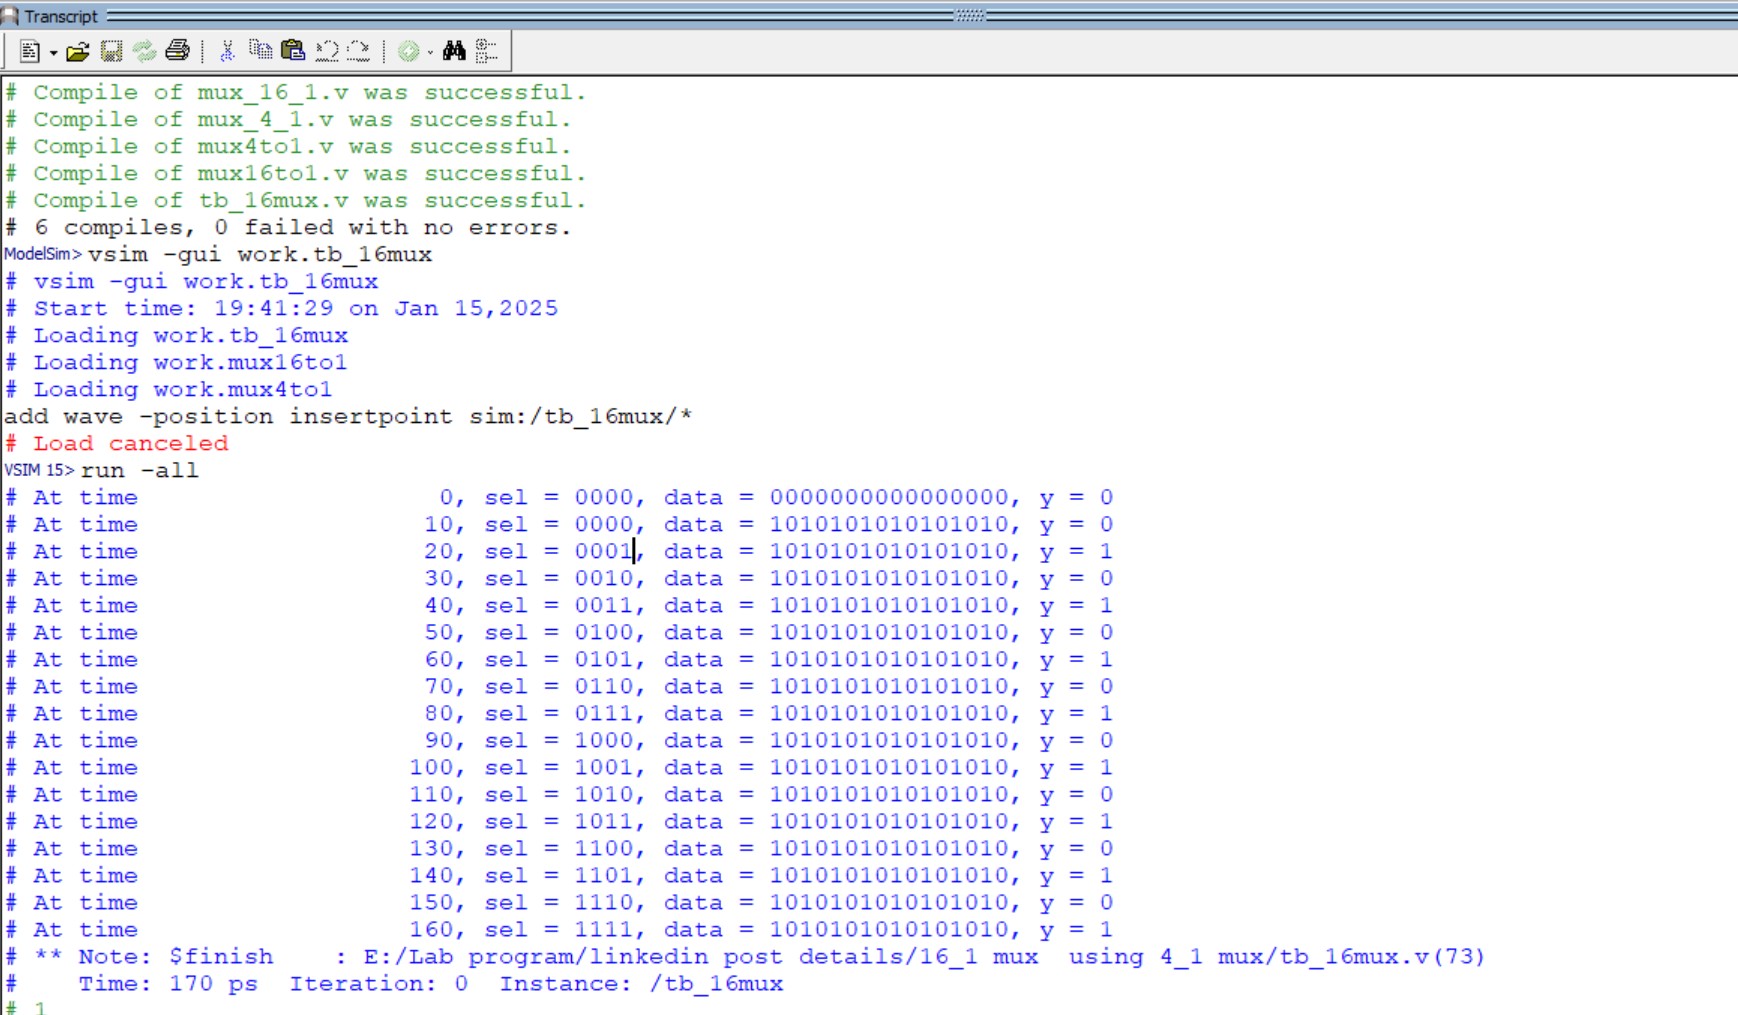 Transcript
# Compile of mux_16_1.v was successful.
# Compile of mux_4_1.v was successful.
# Compile of mux4to1.v was successful.
# Compile of mux16to1.v was successful.
# Compile of tb_16mux.v was successful.
# 6 compiles, 0 failed with no errors.
ModelSim> vsim -gui work.tb_16mux
# vsim -gui work.tb_16mux
# Start time: 19:41:29 on Jan 15,2025
# Loading work.tb_16mux
# Loading work.mux16to1
# Loading work.mux4to1
add wave -position insertpoint sim:/tb_16mux/*
# Load canceled
VSIM 15> run -all
# At time                    0, sel = 0000, data = 0000000000000000, y = 0
# At time                   10, sel = 0000, data = 1010101010101010, y = 0
# At time                   20, sel = 0001, data = 1010101010101010, y = 1
# At time                   30, sel = 0010, data = 1010101010101010, y = 0
# At time                   40, sel = 0011, data = 1010101010101010, y = 1
# At time                   50, sel = 0100, data = 1010101010101010, y = 0
# At time                   60, sel = 0101, data = 1010101010101010, y = 1
# At time                   70, sel = 0110, data = 1010101010101010, y = 0
# At time                   80, sel = 0111, data = 1010101010101010, y = 1
# At time                   90, sel = 1000, data = 1010101010101010, y = 0
# At time                  100, sel = 1001, data = 1010101010101010, y = 1
# At time                  110, sel = 1010, data = 1010101010101010, y = 0
# At time                  120, sel = 1011, data = 1010101010101010, y = 1
# At time                  130, sel = 1100, data = 1010101010101010, y = 0
# At time                  140, sel = 1101, data = 1010101010101010, y = 1
# At time                  150, sel = 1110, data = 1010101010101010, y = 0
# At time                  160, sel = 1111, data = 1010101010101010, y = 1
# ** Note: $finish    : E:/Lab program/linkedin post details/16_1 mux  using 4_1 mux/tb_16mux.v(73)
#    Time: 170 ps  Iteration: 0  Instance: /tb_16mux
# 1